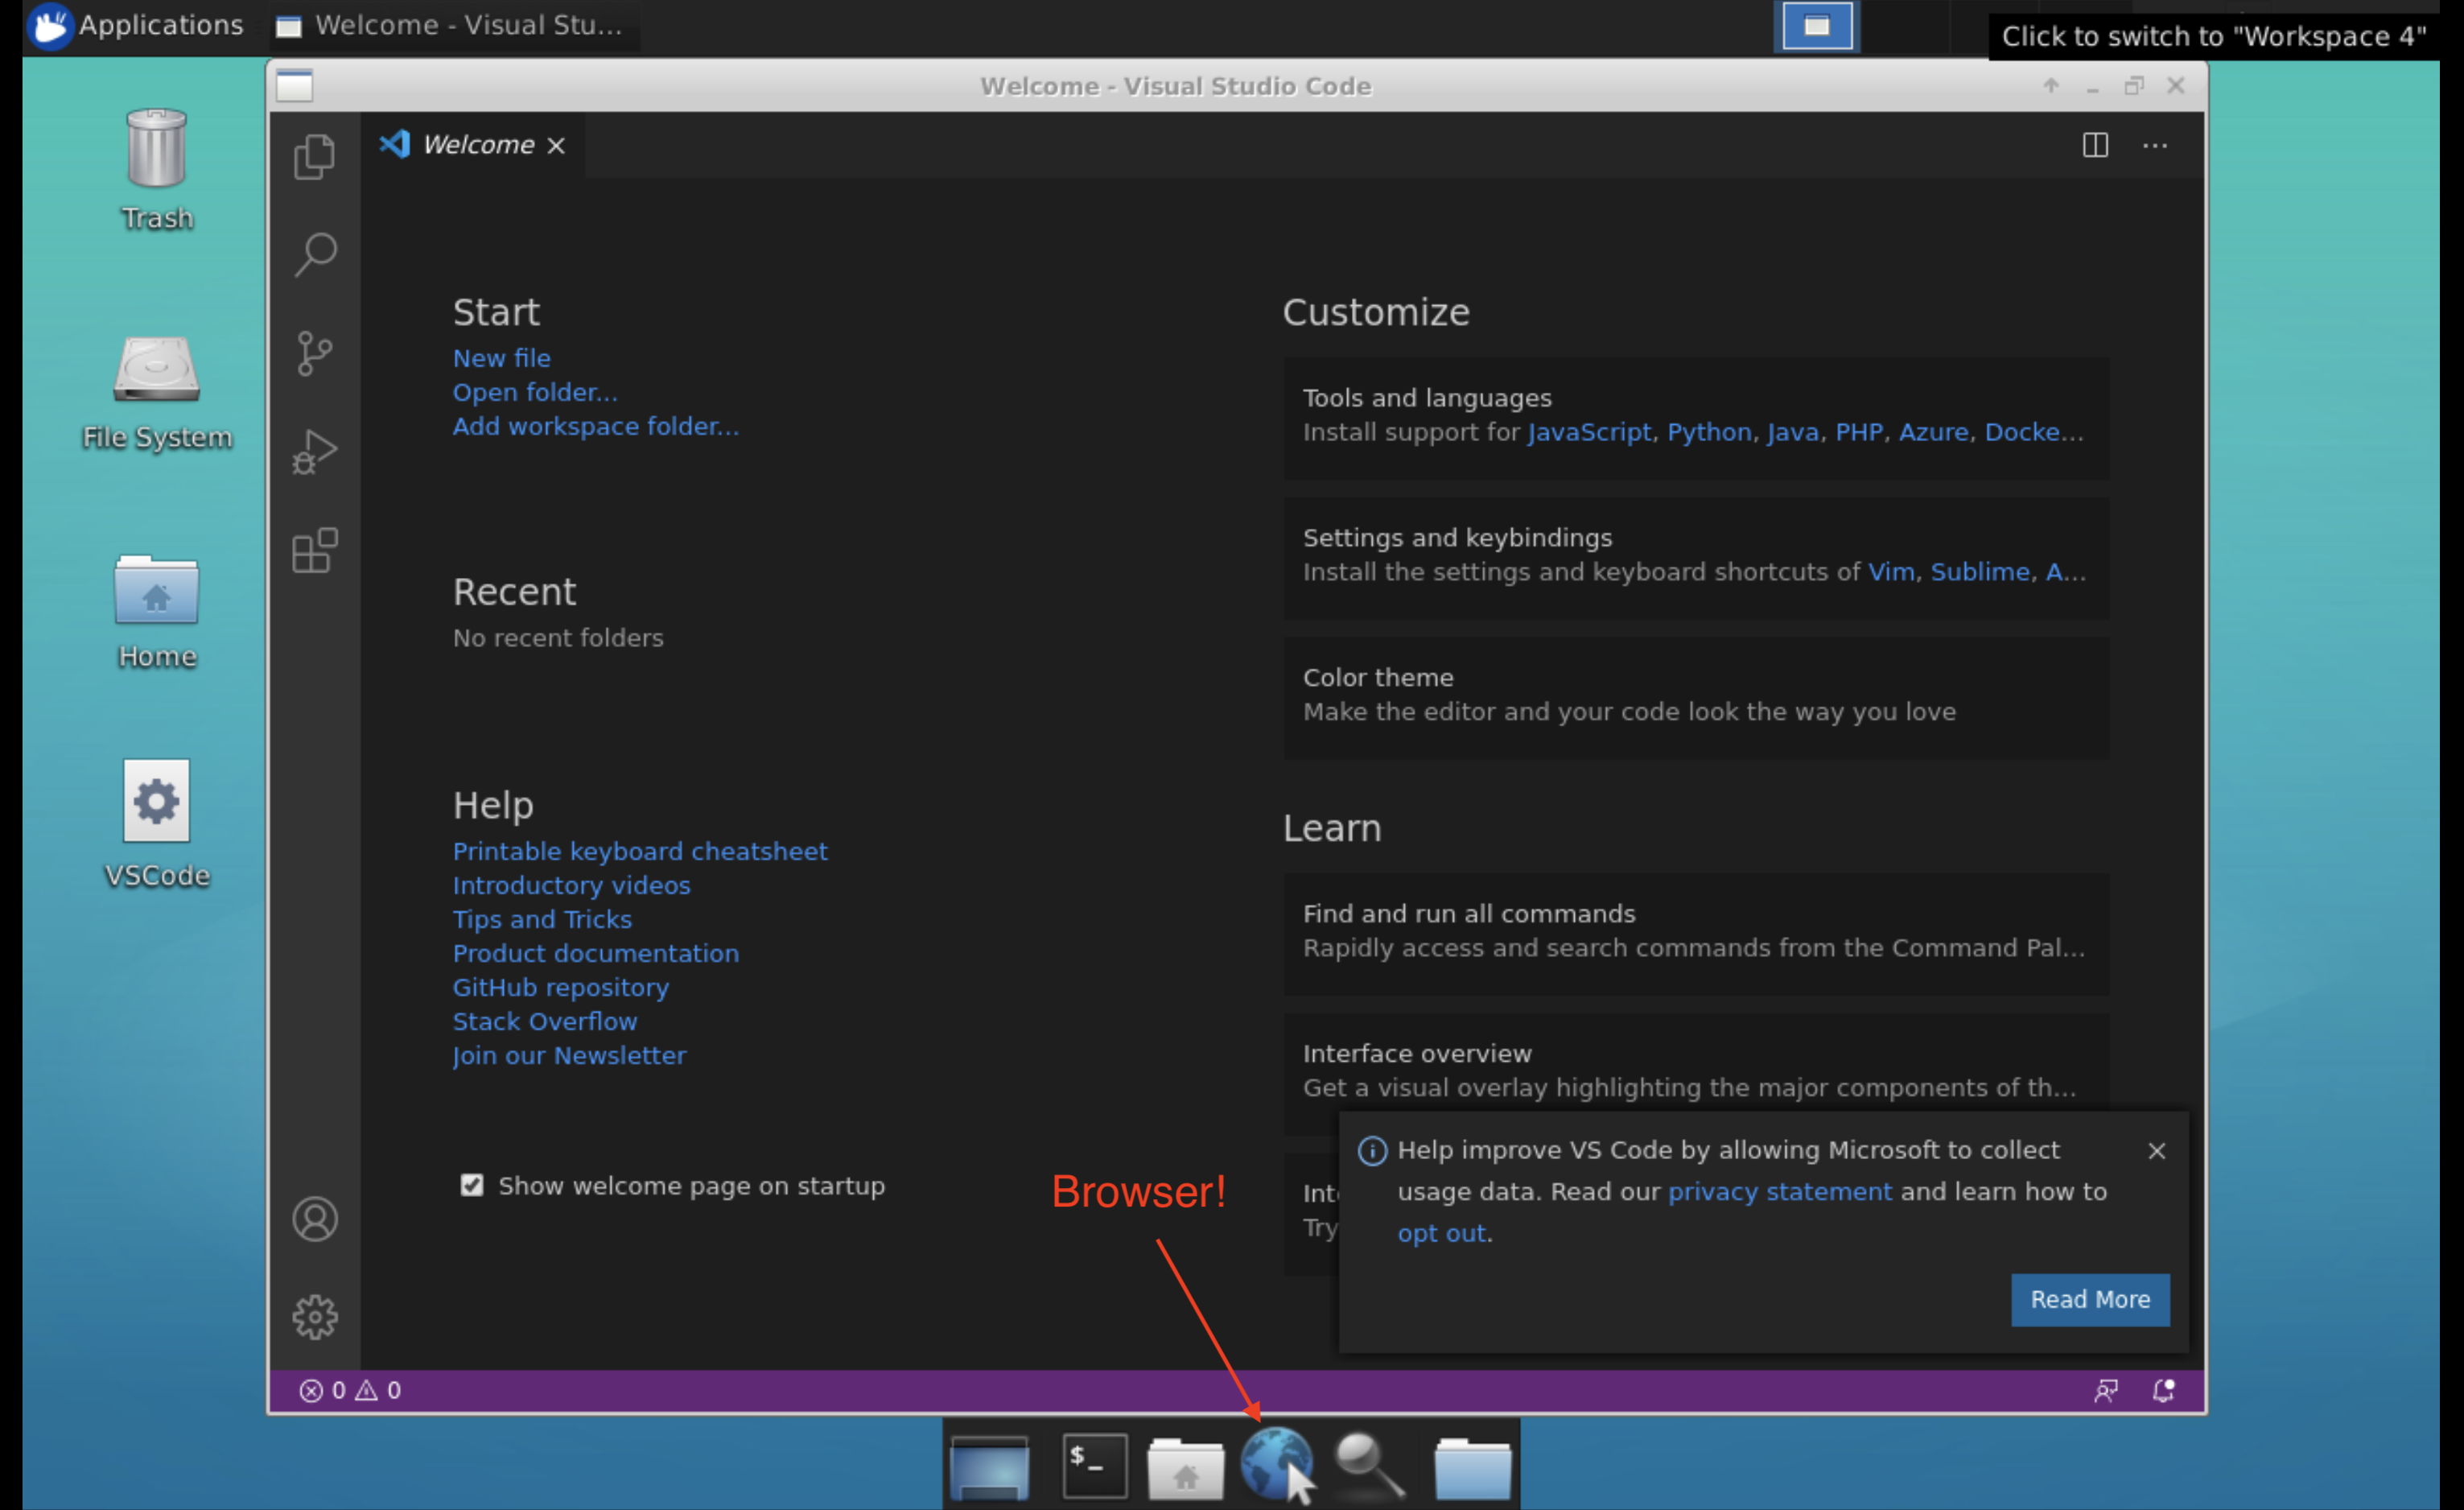 Applications
Welcome - Visual Stu...
Click to switch to "Workspace 4"
Welcome - Visual Studio Code
Welcome
Trash
File System
Home
VSCode
Start
New file
Open folder...
Add workspace folder...
Recent
No recent folders
Help
Printable keyboard cheatsheet
Introductory videos
Tips and Tricks
Product documentation
GitHub repository
Stack Overflow
Join our Newsletter
Show welcome page on startup
Customize
Tools and languages
Install support for JavaScript, Python, Java, PHP, Azure, Docke...
Settings and keybindings
Install the settings and keyboard shortcuts of Vim, Sublime, A...
Color theme
Make the editor and your code look the way you love
Learn
Find and run all commands
Rapidly access and search commands from the Command Pal...
Interface overview
Get a visual overlay highlighting the major components of th...
Int
Try
Help improve VS Code by allowing Microsoft to collect
usage data. Read our privacy statement and learn how to
opt out.
Read More
Browser!
0 0
$_